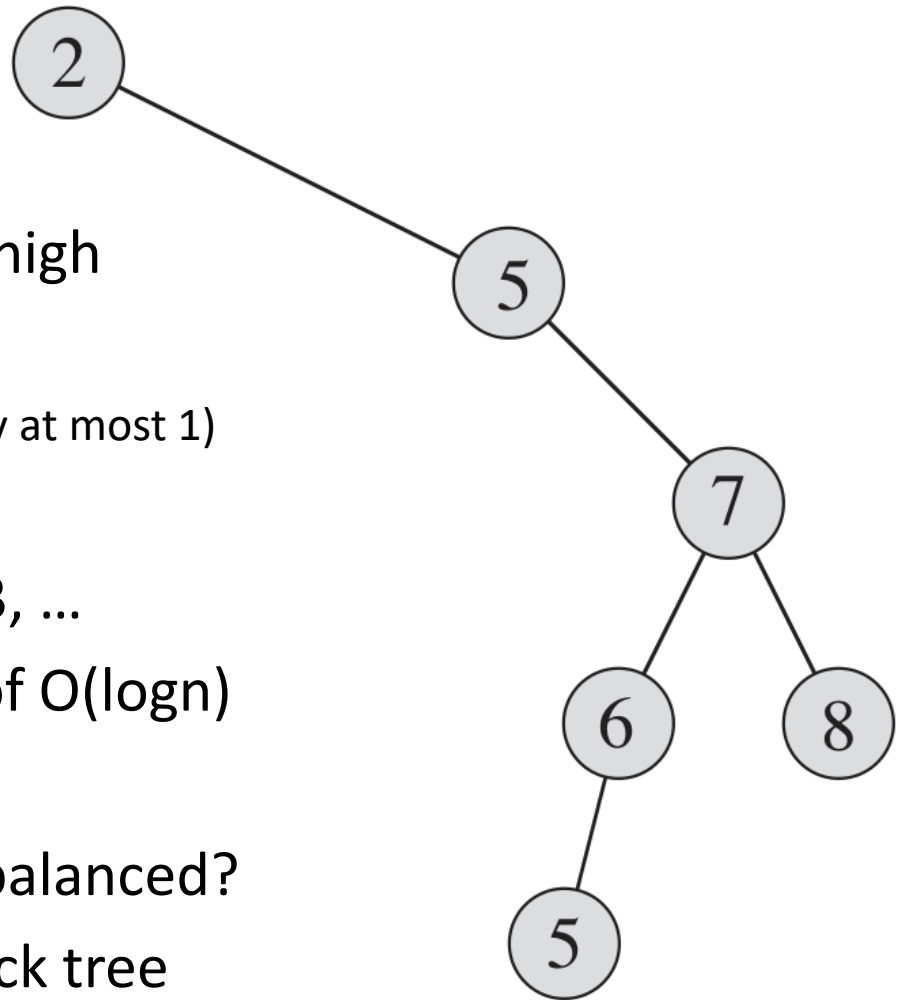 2
high
5
y at most 1)
7
3, ...
of O(logn)
6 8
balanced?
5
ck tree